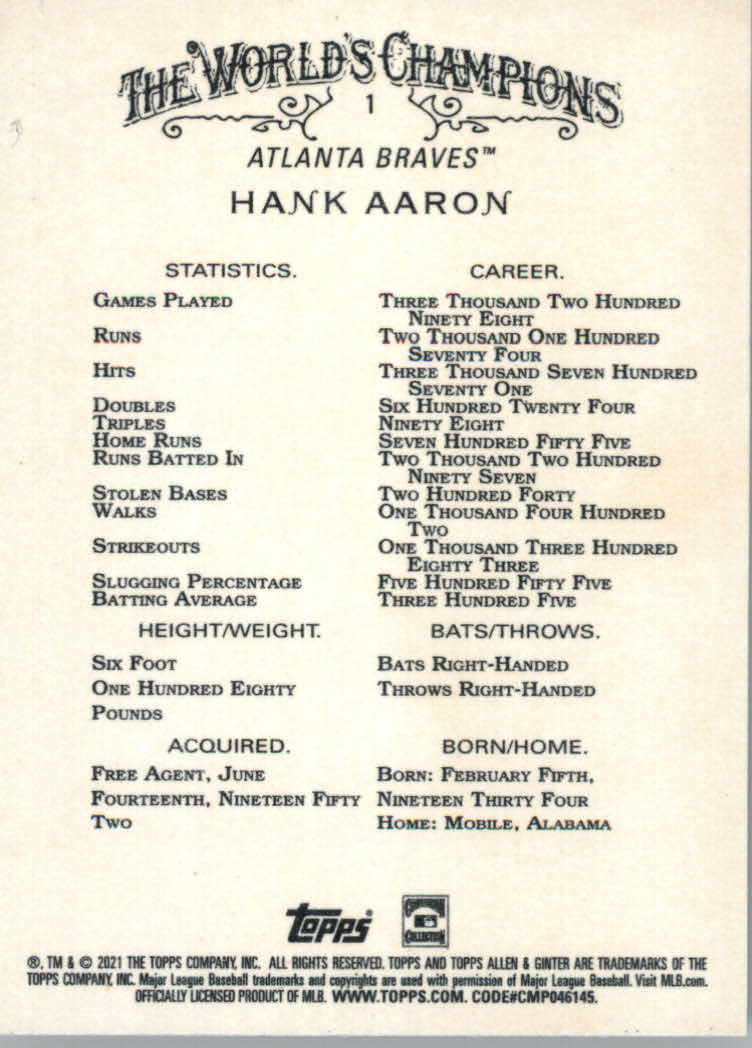 THE WORLD'S CHAMPIONS
1
ATLANTA BRAVES™
HANK AARON
STATISTICS. CAREER.
GAMES PLAYED THREE THOUSAND TWO HUNDRED
NINETY EIGHT
RUNS TWO THOUSAND ONE HUNDRED
SEVENTY FOUR
HITS THREE THOUSAND SEVEN HUNDRED
SEVENTY ONE
DOUBLES SIX HUNDRED TWENTY FOUR
TRIPLES NINETY EIGHT
HOME RUNS SEVEN HUNDRED FIFTY FIVE
RUNS BATTED IN TWO THOUSAND TWO HUNDRED
NINETY SEVEN
STOLEN BASES TWO HUNDRED FORTY
WALKS ONE THOUSAND FOUR HUNDRED
TWO
STRIKEOUTS ONE THOUSAND THREE HUNDRED
EIGHTY THREE
SLUGGING PERCENTAGE FIVE HUNDRED FIFTY FIVE
BATTING AVERAGE THREE HUNDRED FIVE
HEIGHT/WEIGHT. BATS/THROWS.
SIX FOOT BATS RIGHT-HANDED
ONE HUNDRED EIGHTY THROWS RIGHT-HANDED
POUNDS
ACQUIRED. BORN/HOME.
FREE AGENT, JUNE BORN: FEBRUARY FIFTH,
FOURTEENTH, NINETEEN FIFTY NINETEEN THIRTY FOUR
TWO HOME: MOBILE, ALABAMA
topps COLLECTION
®, TM & © 2021 THE TOPPS COMPANY, INC. ALL RIGHTS RESERVED. TOPPS AND TOPPS ALLEN & GINTER ARE TRADEMARKS OF THE
TOPPS COMPANY, INC. Major League Baseball trademarks and copyrights are used with permission of Major League Baseball. Visit MLB.com.
OFFICIALLY LICENSED PRODUCT OF MLB. WWW.TOPPS.COM. CODE#CMP046145.